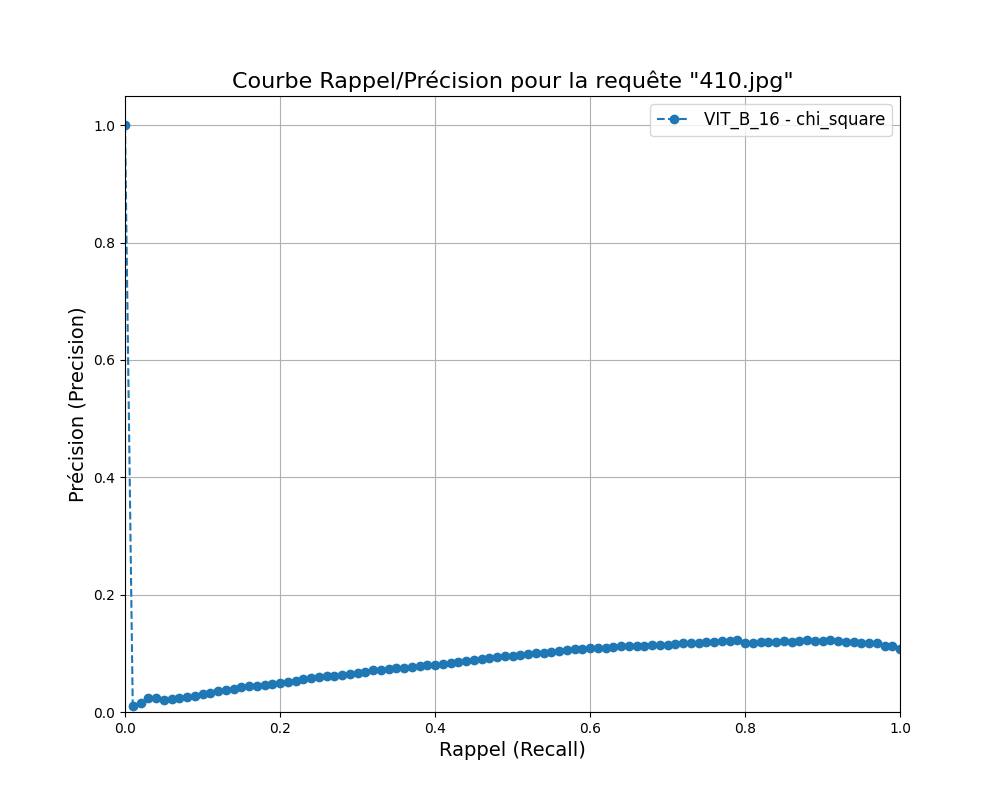 Courbe Rappel/Précision pour la requête "410.jpg"
VIT_B_16 - chi_square
Précision (Precision)
1.0
0.8
0.6
0.4
0.2
0.0
0.0 0.2 0.4 0.6 0.8 1.0
Rappel (Recall)